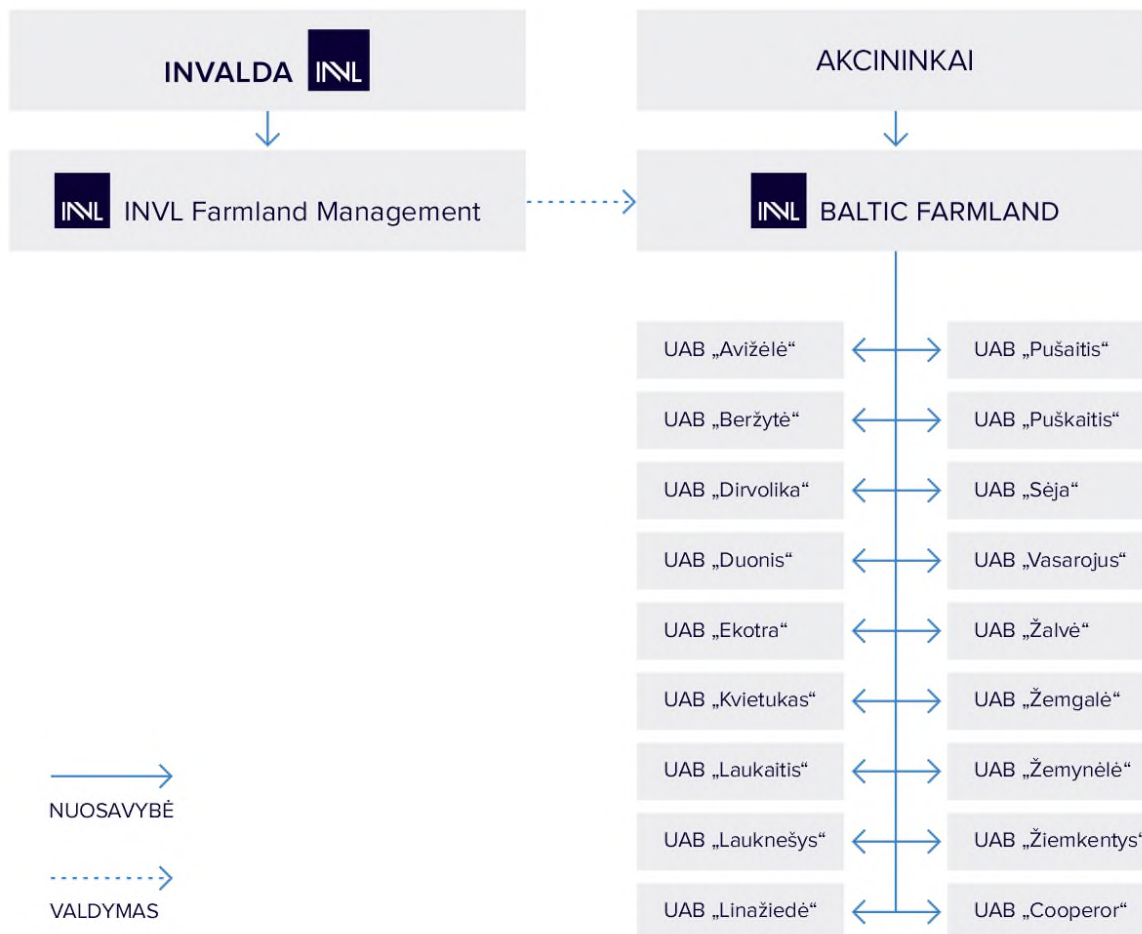 INVALDA INVL
AKCININKAI
INVL INVL Farmland Management
INVL BALTIC FARMLAND
UAB „Avižėlė“
UAB „Pušaitis“
UAB „Beržytė“
UAB „Puškaitis“
UAB „Dirvolika“
UAB „Sėja“
UAB „Duonis“
UAB „Vasarojus“
UAB „Ekotra“
UAB „Žalvė“
UAB „Kvietukas“
UAB „Žemgalė“
UAB „Laukaitis“
UAB „Žemynėlė“
UAB „Lauknešys“
UAB „Žiemkentys“
UAB „Linažiedė“
UAB „Cooperor“
NUOSAVYBĖ
VALDYMAS